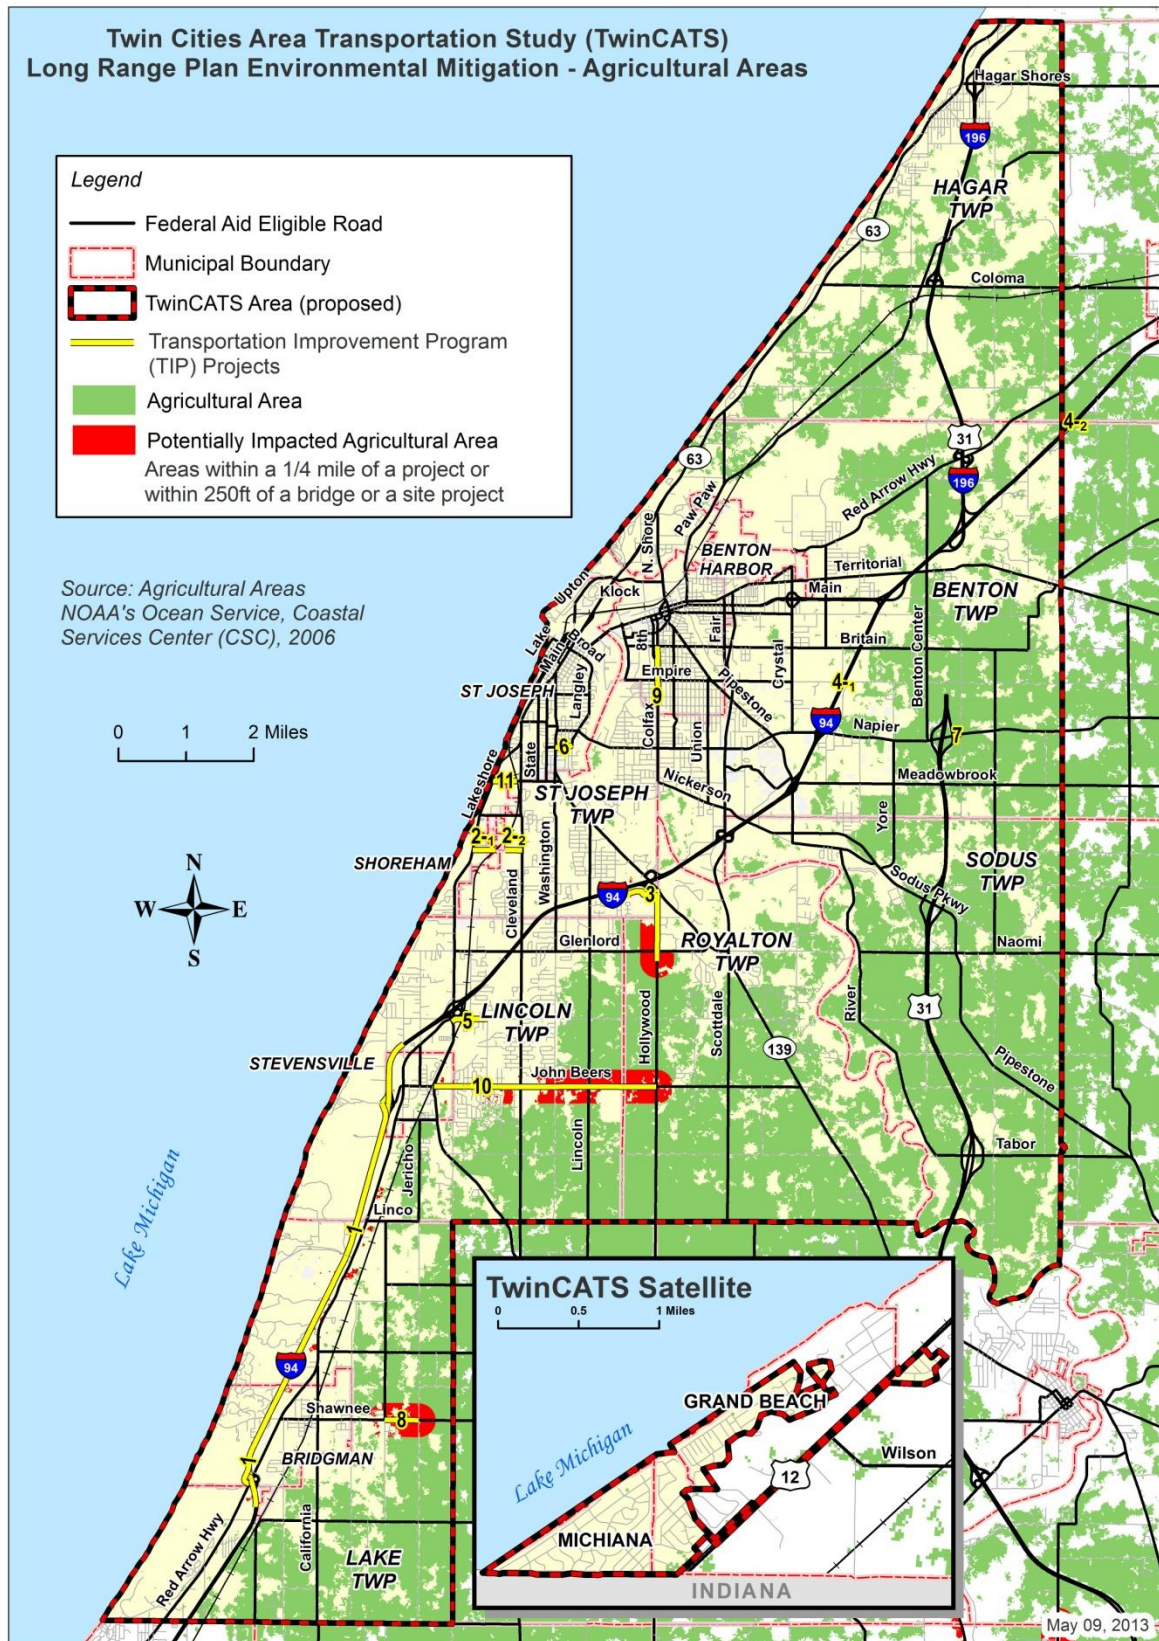 Twin Cities Area Transportation Study (TwinCATS)
Long Range Plan Environmental Mitigation - Agricultural Areas
Legend
Federal Aid Eligible Road
Municipal Boundary
TwinCATS Area (proposed)
Transportation Improvement Program
(TIP) Projects
Agricultural Area
Potentially Impacted Agricultural Area
Areas within a 1/4 mile of a project or
within 250ft of a bridge or a site project
Source: Agricultural Areas
NOAA's Ocean Service, Coastal
Services Center (CSC), 2006
0 1 2 Miles
N
W E
S
Hagar Shores
196
HAGAR
TWP
63
Coloma
4-2
31
63
196
Red Arrow Hwy
Paw Paw
N. Shore
BENTON
HARBOR
Territorial
Upton
Klock
Main
BENTON
TWP
Lake
Main
Broad
8th
Fair
Britain
Benton Center
Crystal
Empire
Pipestone
4-1
ST JOSEPH
Langley
9
94
Napier
7
Colfax
Union
State
6
Lakeshore
11
Nickerson
Meadowbrook
ST JOSEPH
TWP
Yore
2-1
2-2
SHOREHAM
Washington
Cleveland
Sodus Pkwy
SODUS
TWP
94
3
Glenlord
ROYALTON
TWP
Naomi
River
31
5
LINCOLN
TWP
Hollywood
Scottdale
139
STEVENSVILLE
John Beers
10
Pipestone
Lincoln
Tabor
Jericho
Linco
Lake Michigan
1
94
Shawnee
8
1
BRIDGMAN
California
Red Arrow Hwy
LAKE
TWP
TwinCATS Satellite
0 0.5 1 Miles
GRAND BEACH
Lake Michigan
Wilson
12
MICHIANA
INDIANA
May 09, 2013